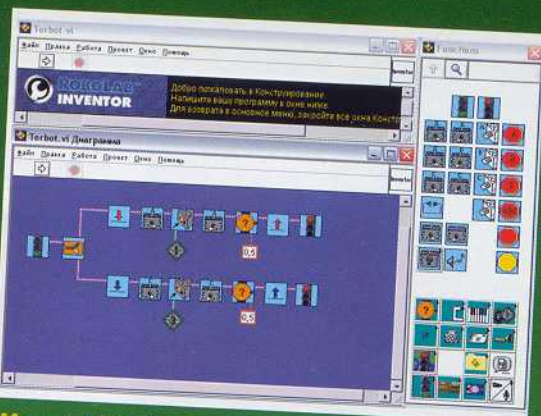 Torbot.vi
Файл Правка Работа Проект Окно Помощь
ROBOLAB
INVENTOR
Добро пожаловать в Конструирование.
Напишите вашу программу в окне ниже.
Для возврата в основное меню, закройте все окна Констр
Torbot.vi Диаграмма
Файл Правка Работа Проект Окно Помощь
0,5
0,5
Functions